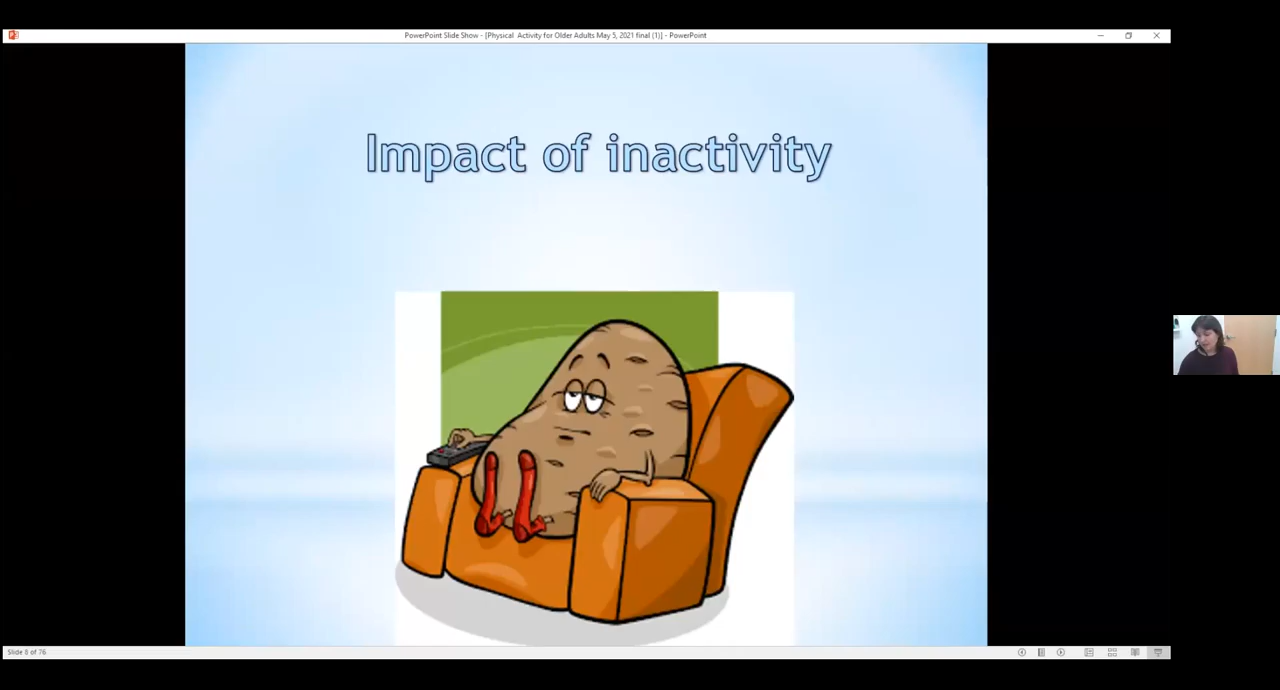 PowerPoint Slide Show - [Physical Activity for Older Adults May 5, 2021 final (1)] - PowerPoint
Impact of inactivity
Slide 8 of 76